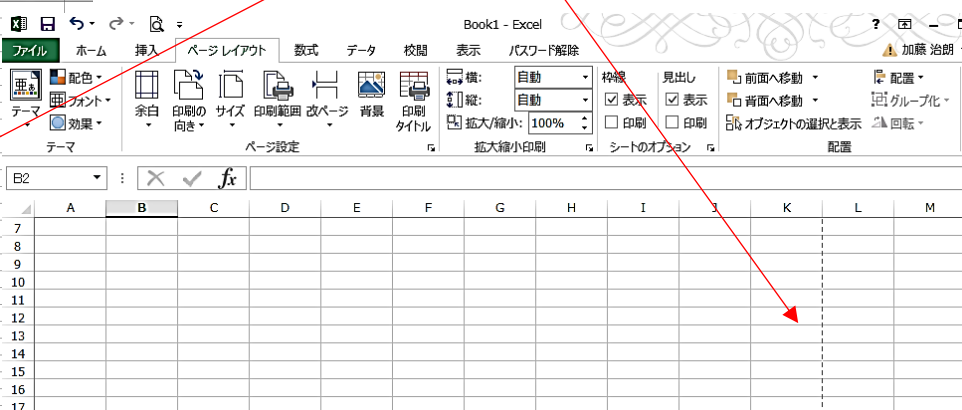 Book1 - Excel
ファイル ホーム 挿入 ページ レイアウト 数式 データ 校閲 表示 パスワード解除 加藤 治朗
亜あ 配色 横: 自動 枠線 見出し 前面へ移動 配置
フォント 縦: 自動 表示 表示 背面へ移動 グループ化
テーマ 効果 余白 印刷の向き サイズ 印刷範囲 改ページ 背景 印刷タイトル 拡大/縮小: 100% 印刷 印刷 オブジェクトの選択と表示 回転
テーマ ページ設定 拡大縮小印刷 シートのオプション 配置
B2 fx
A B C D E F G H I J K L M
7
8
9
10
11
12
13
14
15
16
17